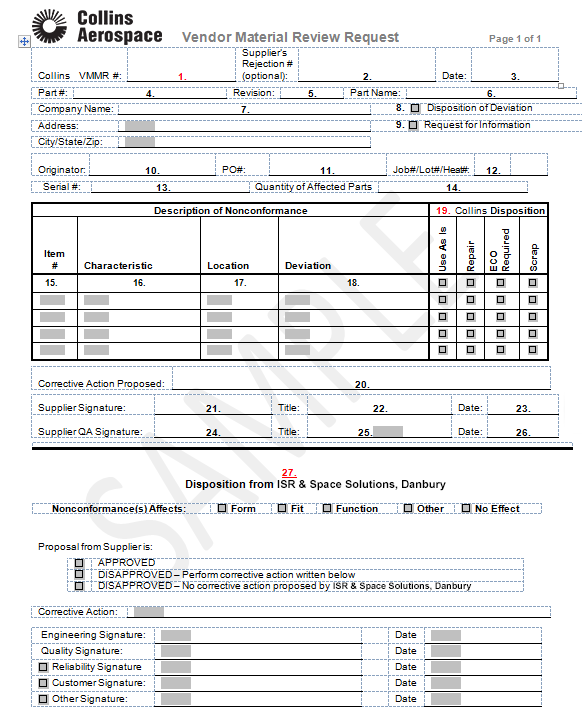 Collins Aerospace
Vendor Material Review Request
Page 1 of 1
Collins VMMR #: 1. Supplier's Rejection # (optional): 2. Date: 3.
Part#: 4. Revision: 5. Part Name: 6.
Company Name: 7. 8. Disposition of Deviation
Address: 9. Request for Information
City/State/Zip:
Originator: 10. PO#: 11. Job#/Lot#/Heat#: 12.
Serial #: 13. Quantity of Affected Parts 14.
Description of Nonconformance 19. Collins Disposition
Item # Characteristic Location Deviation Use As Is Repair ECO Required Scrap
15. 16. 17. 18.
Corrective Action Proposed: 20.
Supplier Signature: 21. Title: 22. Date: 23.
Supplier QA Signature: 24. Title: 25. Date: 26.
27.
Disposition from ISR & Space Solutions, Danbury
Nonconformance(s) Affects: Form Fit Function Other No Effect
Proposal from Supplier is:
APPROVED
DISAPPROVED – Perform corrective action written below
DISAPPROVED – No corrective action proposed by ISR & Space Solutions, Danbury
Corrective Action:
Engineering Signature: Date
Quality Signature: Date
Reliability Signature Date
Customer Signature: Date
Other Signature: Date
SAMPLE